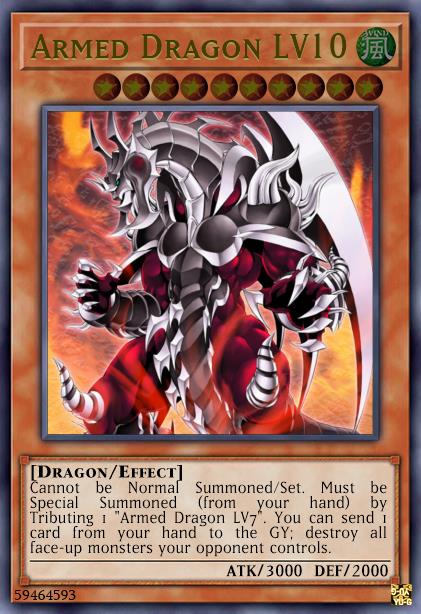 Armed Dragon LV10
WIND
風
[Dragon/Effect]
Cannot be Normal Summoned/Set. Must be
Special Summoned (from your hand) by
Tributing 1 "Armed Dragon LV7". You can send 1
card from your hand to the GY; destroy all
face-up monsters your opponent controls.
ATK/3000 DEF/2000
59464593